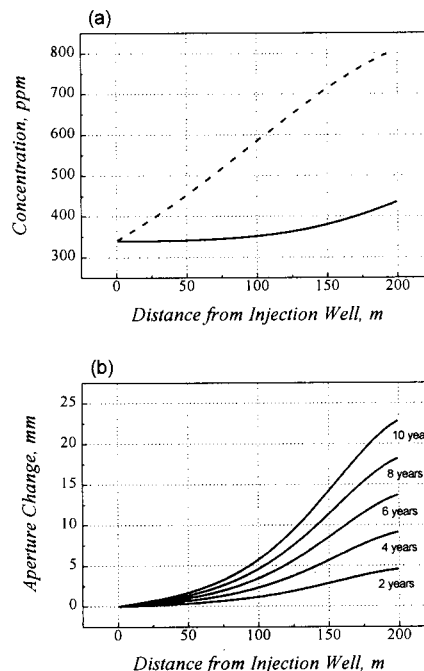 (a)
Concentration, ppm
800
700
600
500
400
300
0 50 100 150 200
Distance from Injection Well, m
(b)
Aperture Change, mm
25
20
15
10
5
0
10 years
8 years
6 years
4 years
2 years
0 50 100 150 200
Distance from Injection Well, m